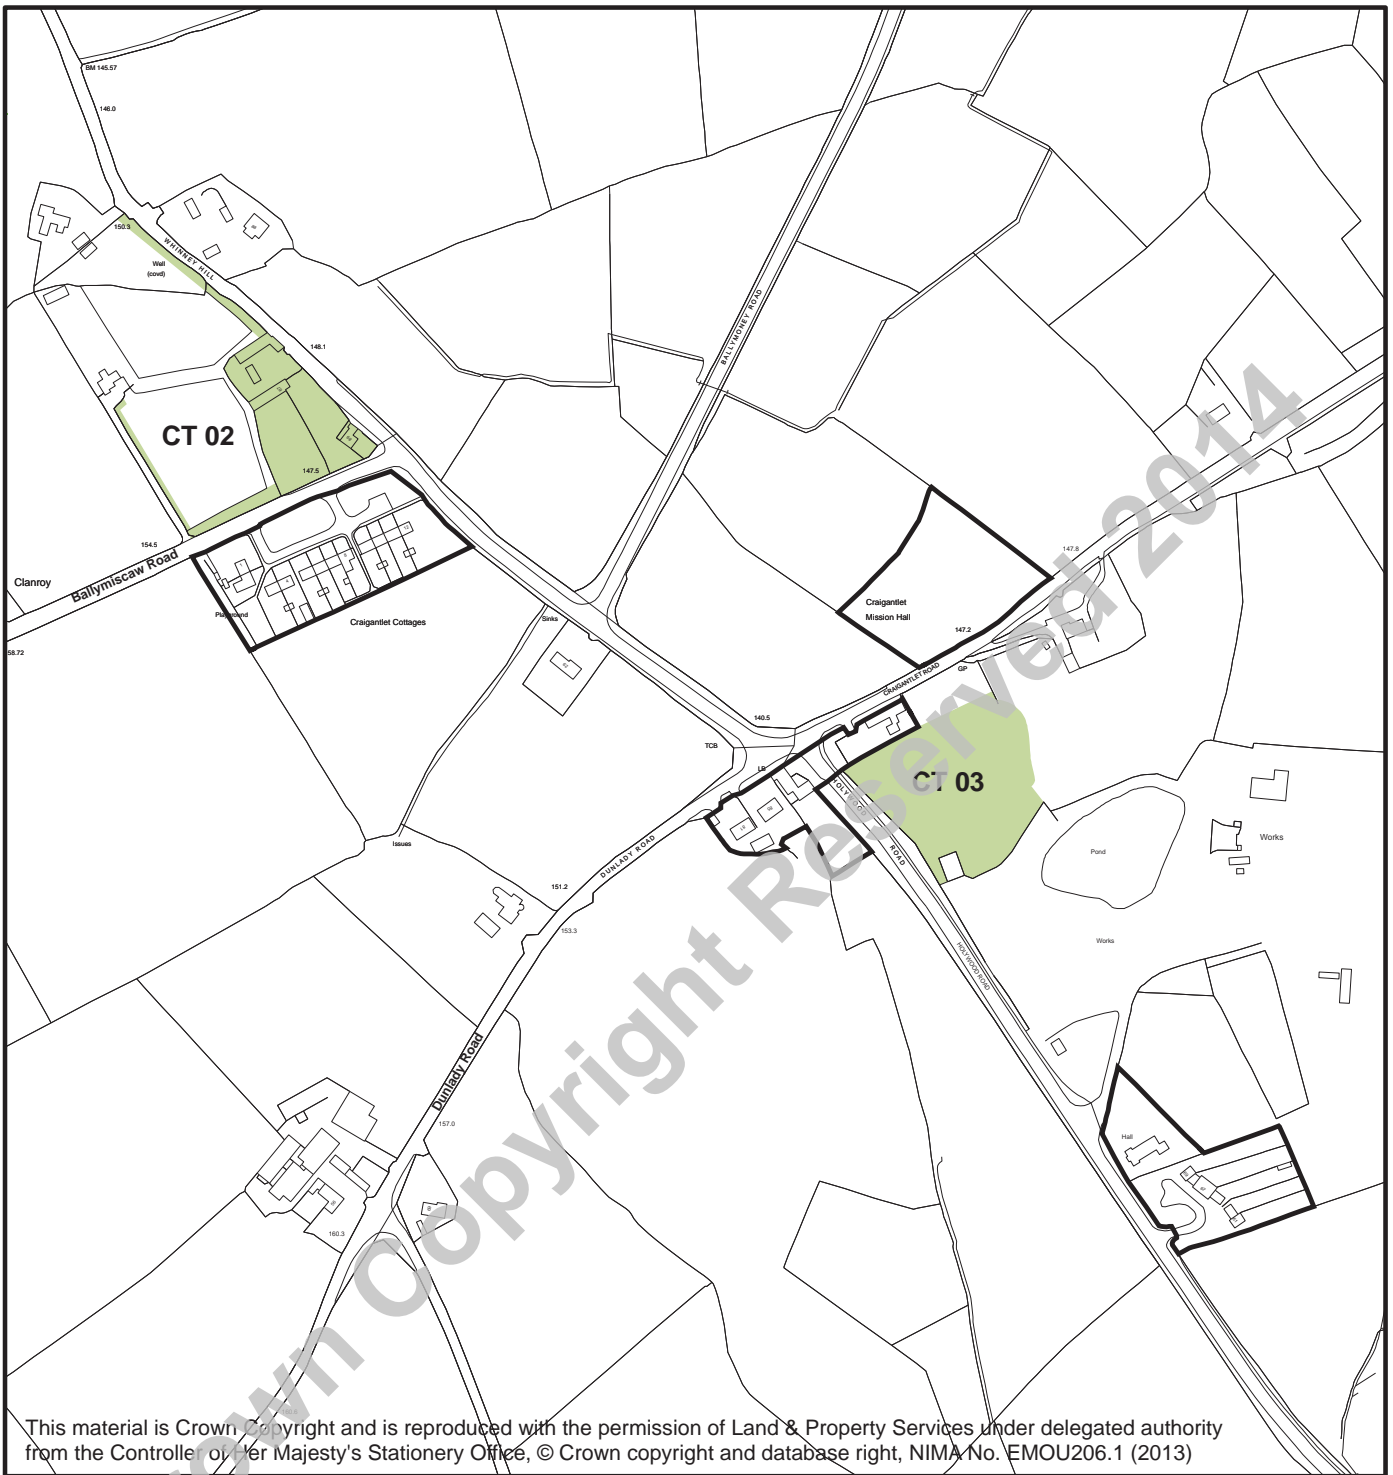 BM 145.57
146.0
150.3
WHINNEY HILL
Well
(covd)
148.1
BALLYMONEY ROAD
CT 02
147.5
154.5
Ballymiscaw Road
Clanroy
Playground
Craigantlet Cottages
58.72
Sinks
62
Craigantlet
Mission Hall
147.8
147.2
CRAIGANTLET ROAD
GP
140.5
TCB
LB
CT 03
HOLYWOOD
ROAD
DUNLADY ROAD
Issues
151.2
153.3
Pond
Works
Works
HOLYWOOD ROAD
Dunlady Road
157.0
160.3
Hall
Crown Copyright Reserved 2014
This material is Crown Copyright and is reproduced with the permission of Land & Property Services under delegated authority
from the Controller of Her Majesty's Stationery Office, © Crown copyright and database right, NIMA No. EMOU206.1 (2013)